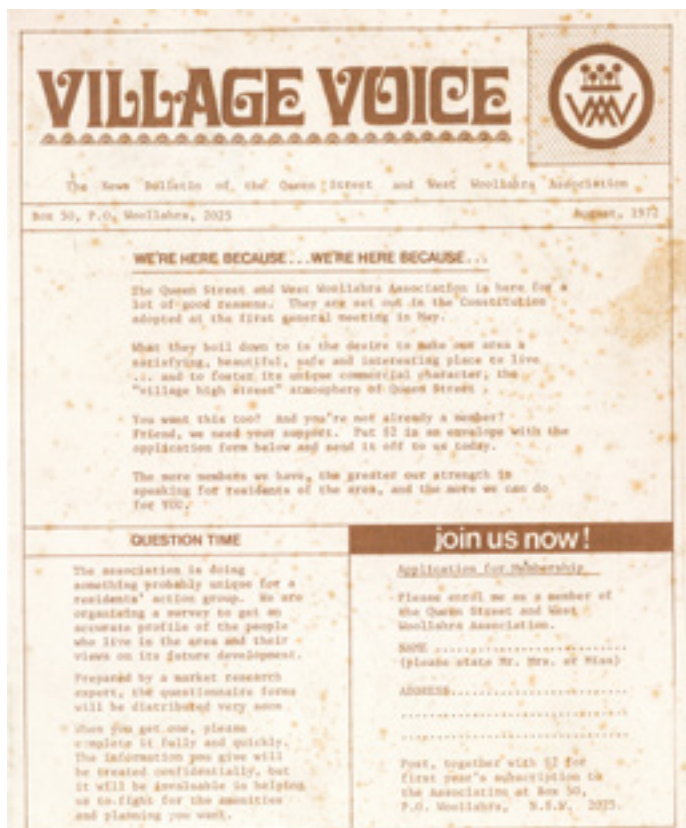 VILLAGE VOICE
The News Bulletin of the Queen Street and West Woollahra Association
Box 50, P.O. Woollahra, 2025
August, 1972
WE'RE HERE BECAUSE...WE'RE HERE BECAUSE...
The Queen Street and West Woollahra Association is here for a
lot of good reasons. They are set out in the Constitution
adopted at the first general meeting in May.
What they boil down to is the desire to make our area a
satisfying, beautiful, safe and interesting place to live
... and to foster its unique commercial character, the
"village high street" atmosphere of Queen Street .
You want this too? And you're not already a member?
Friend, we need your support. Put $2 in an envelope with the
application form below and send it off to us today.
The more members we have, the greater our strength in
speaking for residents of the area, and the more we can do
for YOU.
QUESTION TIME
The association is doing
something probably unique for a
residents' action group. We are
organising a survey to get an
accurate profile of the people
who live in the area and their
views on its future development.
Prepared by a market research
expert, the questionnaire forms
will be distributed very soon
When you get one, please
complete it fully and quickly.
The information you give will
be treated confidentially, but
it will be invaluable in helping
us to fight for the amenities
and planning you want.
join us now!
Application for Membership
Please enrol me as a member of
the Queen Street and West
Woollahra Association.
NAME ............................
(please state Mr. Mrs. or Miss)
ADDRESS.........................
.................................
.................................
Post, together with $2 for
first year's subscription to
the Association at Box 50,
P.O. Woollahra, N.S.W. 2025.